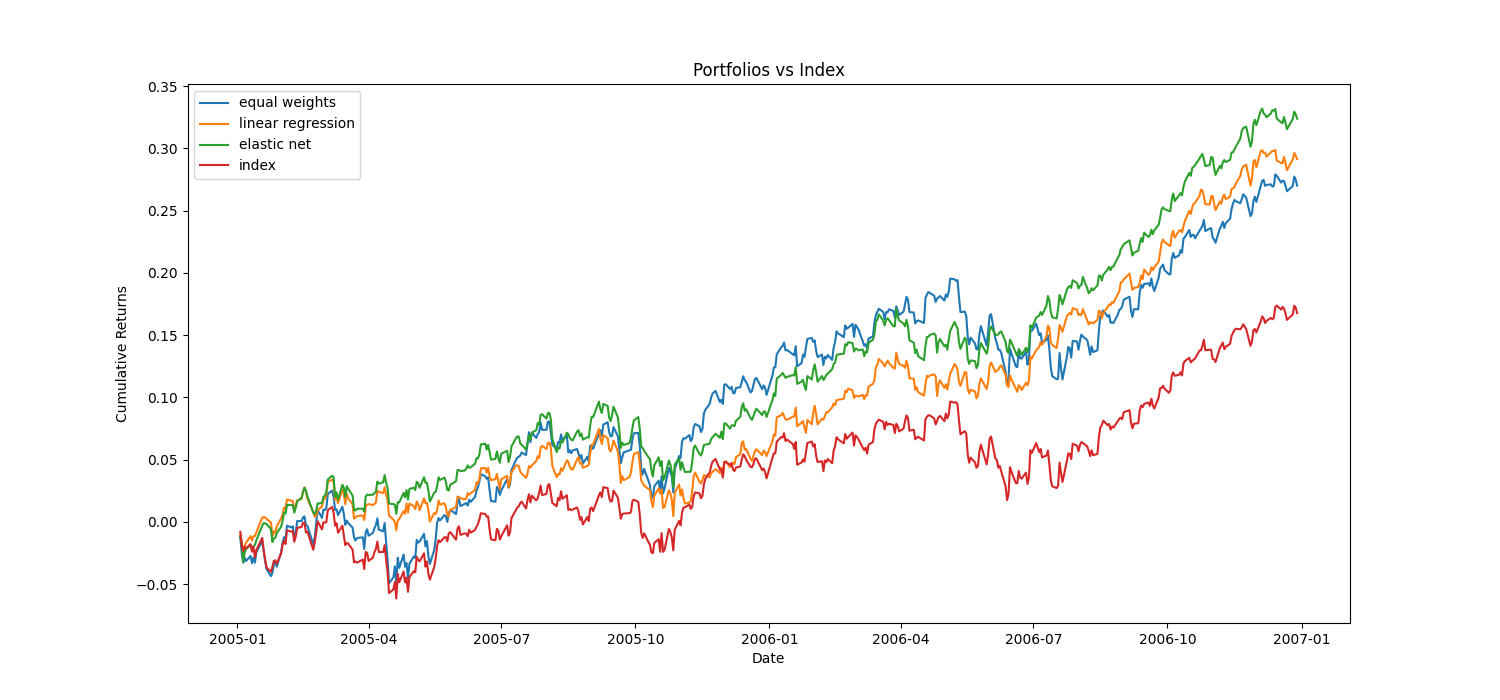 Portfolios vs Index
0.35
0.30
0.25
0.20
0.15
0.10
0.05
0.00
−0.05
Cumulative Returns
equal weights
linear regression
elastic net
index
2005-01
2005-04
2005-07
2005-10
2006-01
2006-04
2006-07
2006-10
2007-01
Date